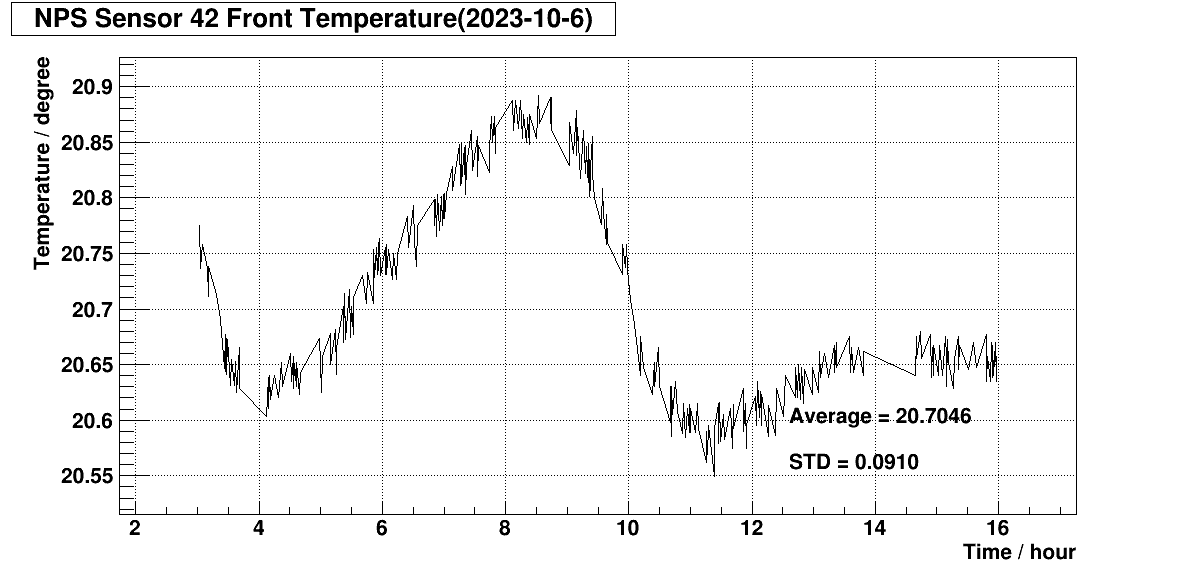 NPS Sensor 42 Front Temperature(2023-10-6)
Temperature / degree
20.9
20.85
20.8
20.75
20.7
20.65
20.6
20.55
Average = 20.7046
STD = 0.0910
2 4 6 8 10 12 14 16
Time / hour